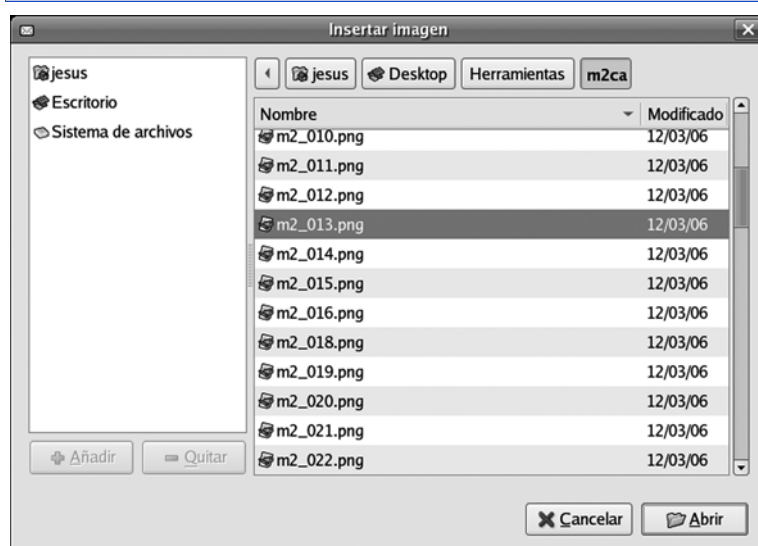 Insertar imagen
jesus
Escritorio
Sistema de archivos
jesus Desktop Herramientas m2ca
Nombre Modificado
m2_010.png 12/03/06
m2_011.png 12/03/06
m2_012.png 12/03/06
m2_013.png 12/03/06
m2_014.png 12/03/06
m2_015.png 12/03/06
m2_016.png 12/03/06
m2_018.png 12/03/06
m2_019.png 12/03/06
m2_020.png 12/03/06
m2_021.png 12/03/06
m2_022.png 12/03/06
Añadir Quitar
Cancelar Abrir